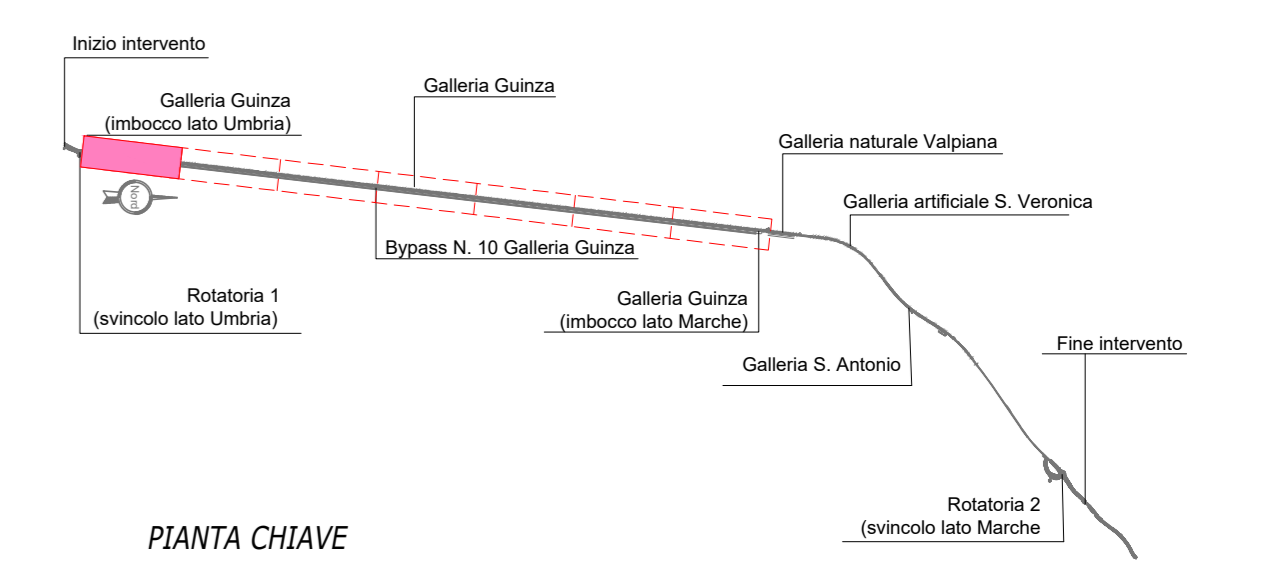 Inizio intervento
Galleria Guinza
(imbocco lato Umbria)
Galleria Guinza
Galleria naturale Valpiana
Galleria artificiale S. Veronica
Nord
Bypass N. 10 Galleria Guinza
Rotatoria 1
(svincolo lato Umbria)
Galleria Guinza
(imbocco lato Marche)
Galleria S. Antonio
Fine intervento
Rotatoria 2
(svincolo lato Marche
PIANTA CHIAVE